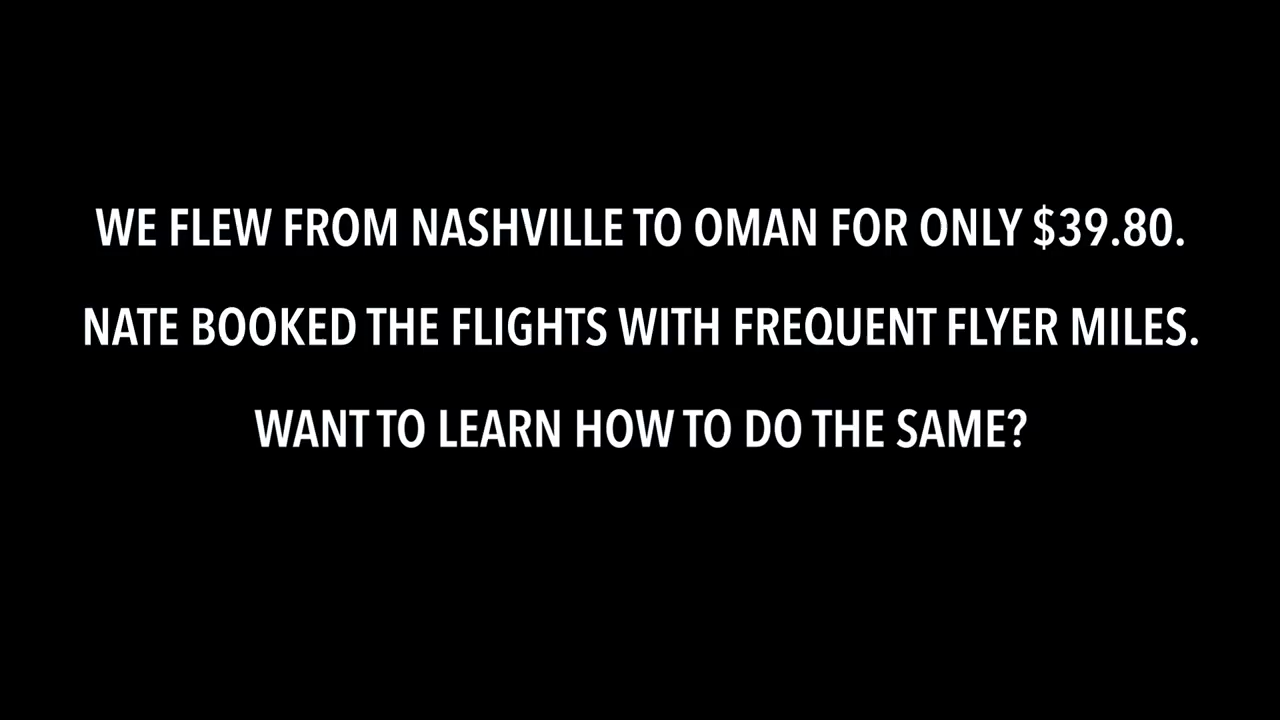 WE FLEW FROM NASHVILLE TO OMAN FOR ONLY $39.80.
NATE BOOKED THE FLIGHTS WITH FREQUENT FLYER MILES.
WANT TO LEARN HOW TO DO THE SAME?